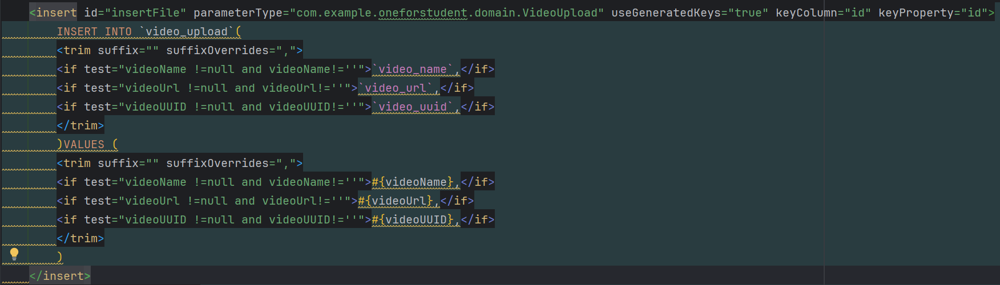 <insert id="insertFile" parameterType="com.example.oneforstudent.domain.VideoUpload" useGeneratedKeys="true" keyColumn="id" keyProperty="id">
INSERT INTO `video_upload`(
<trim suffix="" suffixOverrides=",">
<if test="videoName !=null and videoName!=''">`video_name`,</if>
<if test="videoUrl !=null and videoUrl!=''">`video_url`,</if>
<if test="videoUUID !=null and videoUUID!=''">`video_uuid`,</if>
</trim>
)VALUES (
<trim suffix="" suffixOverrides=",">
<if test="videoName !=null and videoName!=''">#{videoName},</if>
<if test="videoUrl !=null and videoUrl!=''">#{videoUrl},</if>
<if test="videoUUID !=null and videoUUID!=''">#{videoUUID},</if>
</trim>
)
</insert>